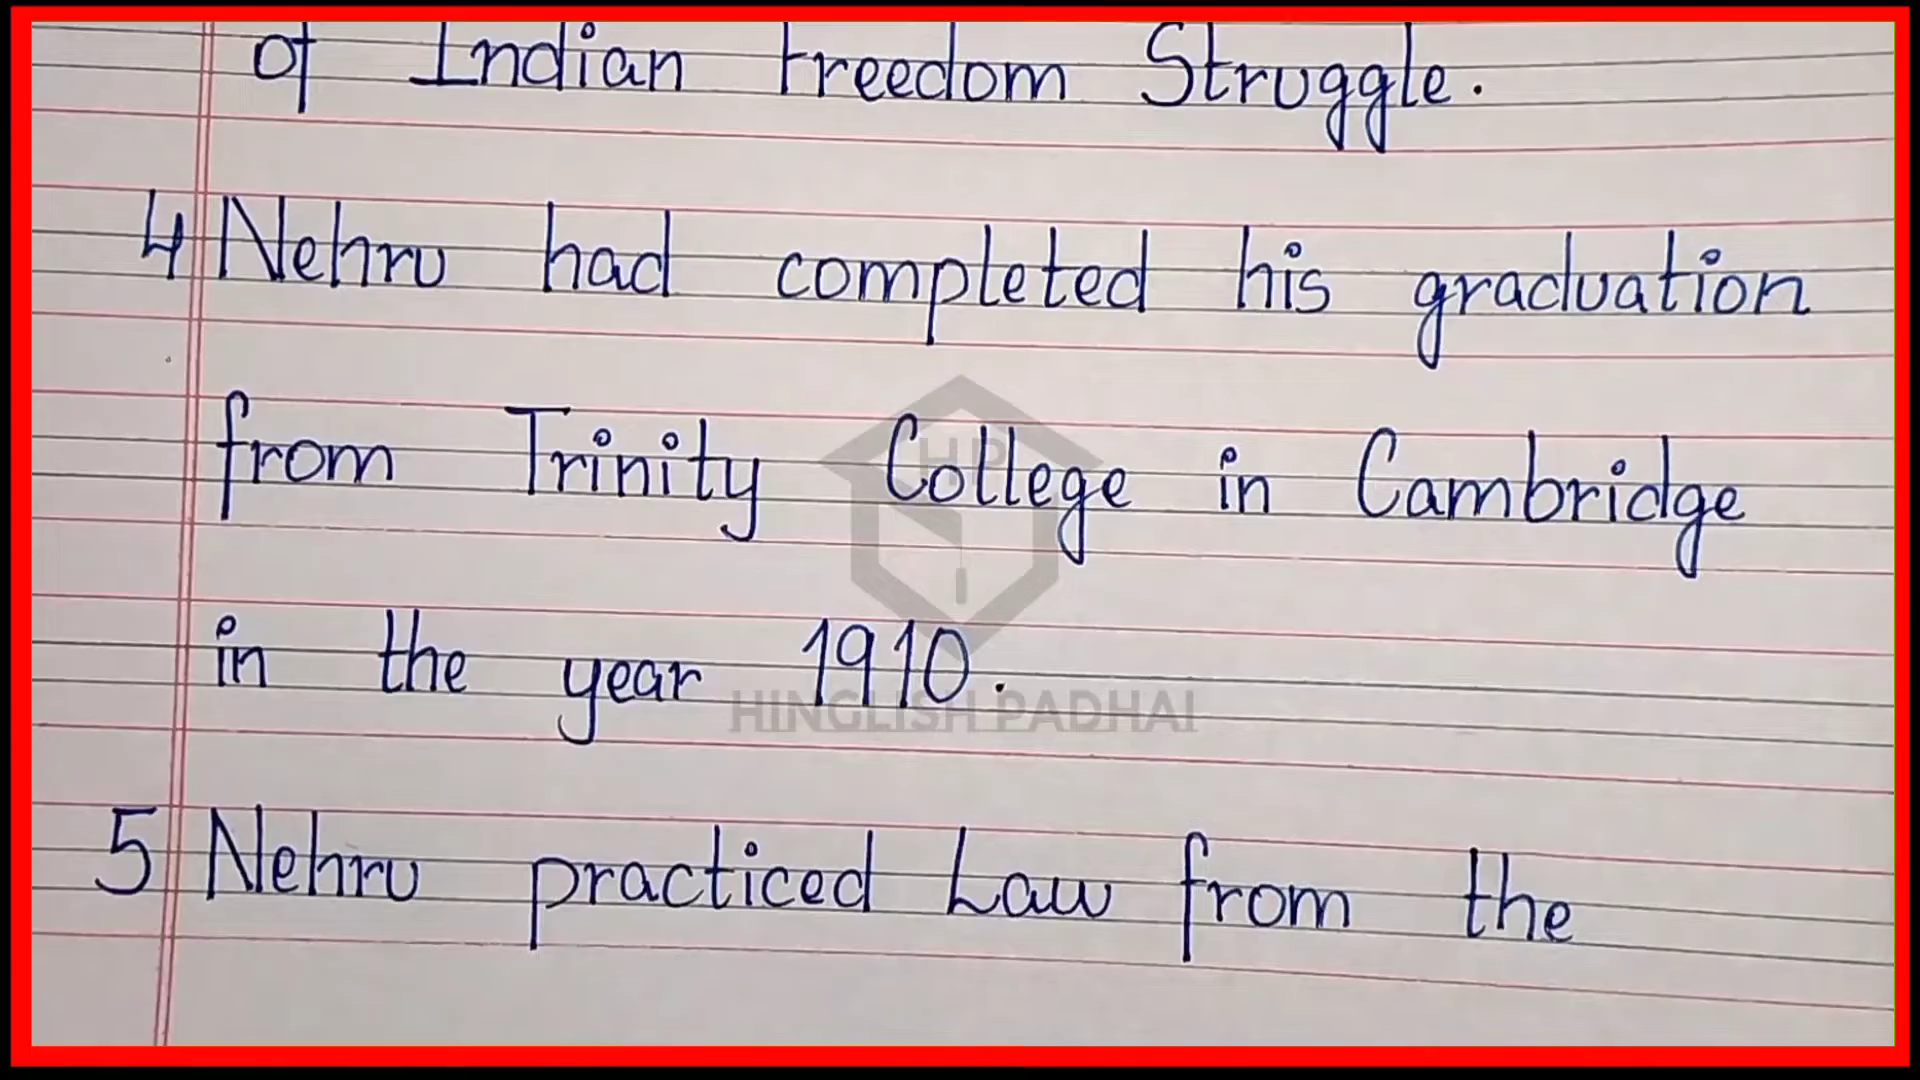 of Indian Freedom Struggle.
4 Nehru had completed his graduation
from Trinity College in Cambridge
in the year 1910.
5 Nehru practiced Law from the
HP
HINGLISH PADHAI